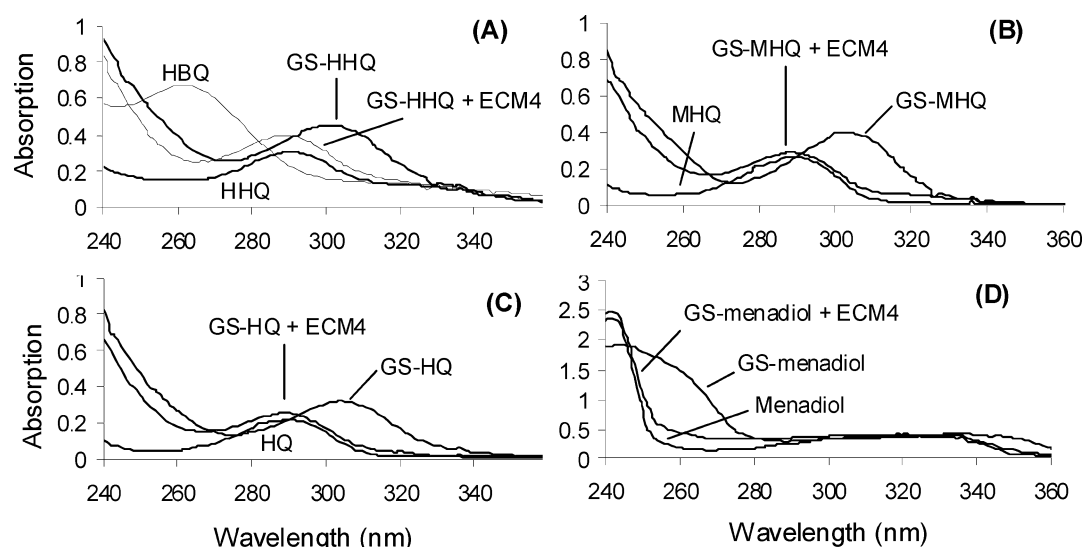 (A)
1
0.8
0.6
0.4
0.2
0
Absorption
HBQ
GS-HHQ
GS-HHQ + ECM4
HHQ
240 260 280 300 320 nm
(B)
1
0.8
0.6
0.4
0.2
0
GS-MHQ + ECM4
MHQ
GS-MHQ
240 260 280 300 320 340 360
(C)
1
0.8
0.6
0.4
0.2
0
Absorption
GS-HQ + ECM4
GS-HQ
HQ
240 260 280 300 320 340
Wavelength (nm)
(D)
3
2.5
2
1.5
1
0.5
0
GS-menadiol + ECM4
GS-menadiol
Menadiol
240 260 280 300 320 340 360
Wavelength (nm)